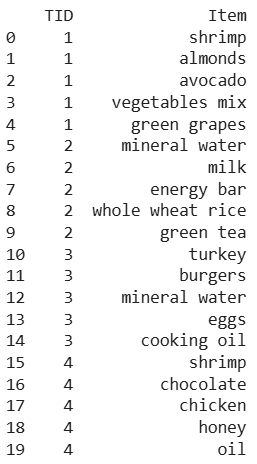 TID Item
0 1 shrimp
1 1 almonds
2 1 avocado
3 1 vegetables mix
4 1 green grapes
5 2 mineral water
6 2 milk
7 2 energy bar
8 2 whole wheat rice
9 2 green tea
10 3 turkey
11 3 burgers
12 3 mineral water
13 3 eggs
14 3 cooking oil
15 4 shrimp
16 4 chocolate
17 4 chicken
18 4 honey
19 4 oil